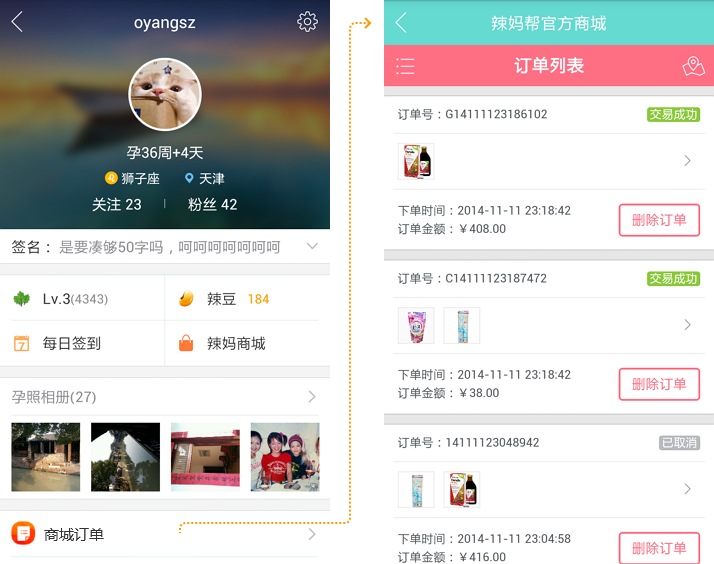 oyangsz
孕36周+4天
狮子座 天津
关注 23 粉丝 42
签名： 是要凑够50字吗，呵呵呵呵呵呵呵
Lv.3(4343) 辣豆 184
7 每日签到 辣妈商城
孕照相册(27)
商城订单
辣妈帮官方商城
订单列表
订单号：G14111123186102 交易成功
下单时间：2014-11-11 23:18:42
订单金额：￥408.00
删除订单
订单号：C14111123187472 交易成功
下单时间：2014-11-11 23:18:42
订单金额：￥38.00
删除订单
订单号：14111123048942 已取消
下单时间：2014-11-11 23:04:58
订单金额：￥416.00
删除订单